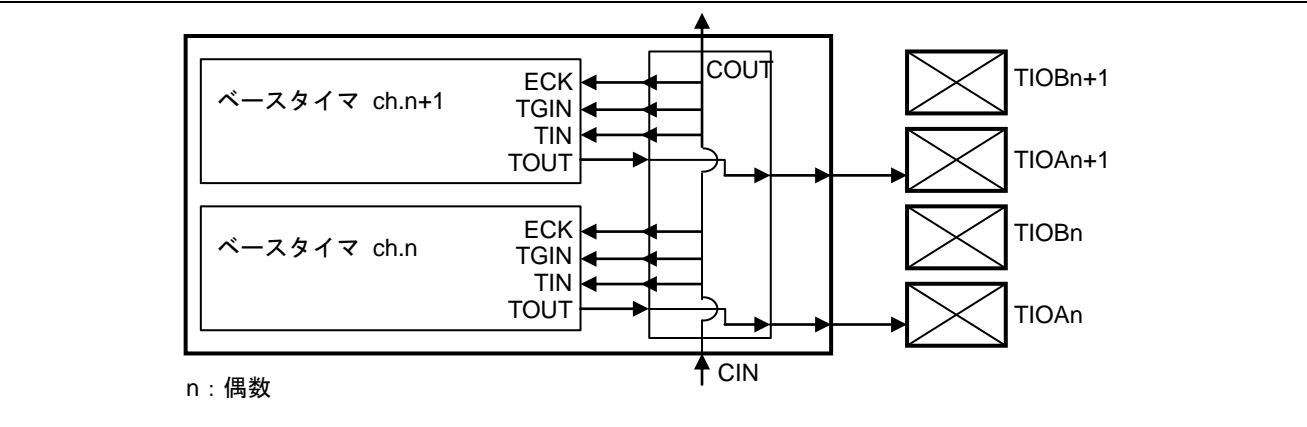 COUT
ベースタイマ ch.n+1
ECK
TGIN
TIN
TOUT
TIOBn+1
TIOAn+1
ベースタイマ ch.n
ECK
TGIN
TIN
TOUT
TIOBn
TIOAn
CIN
n：偶数